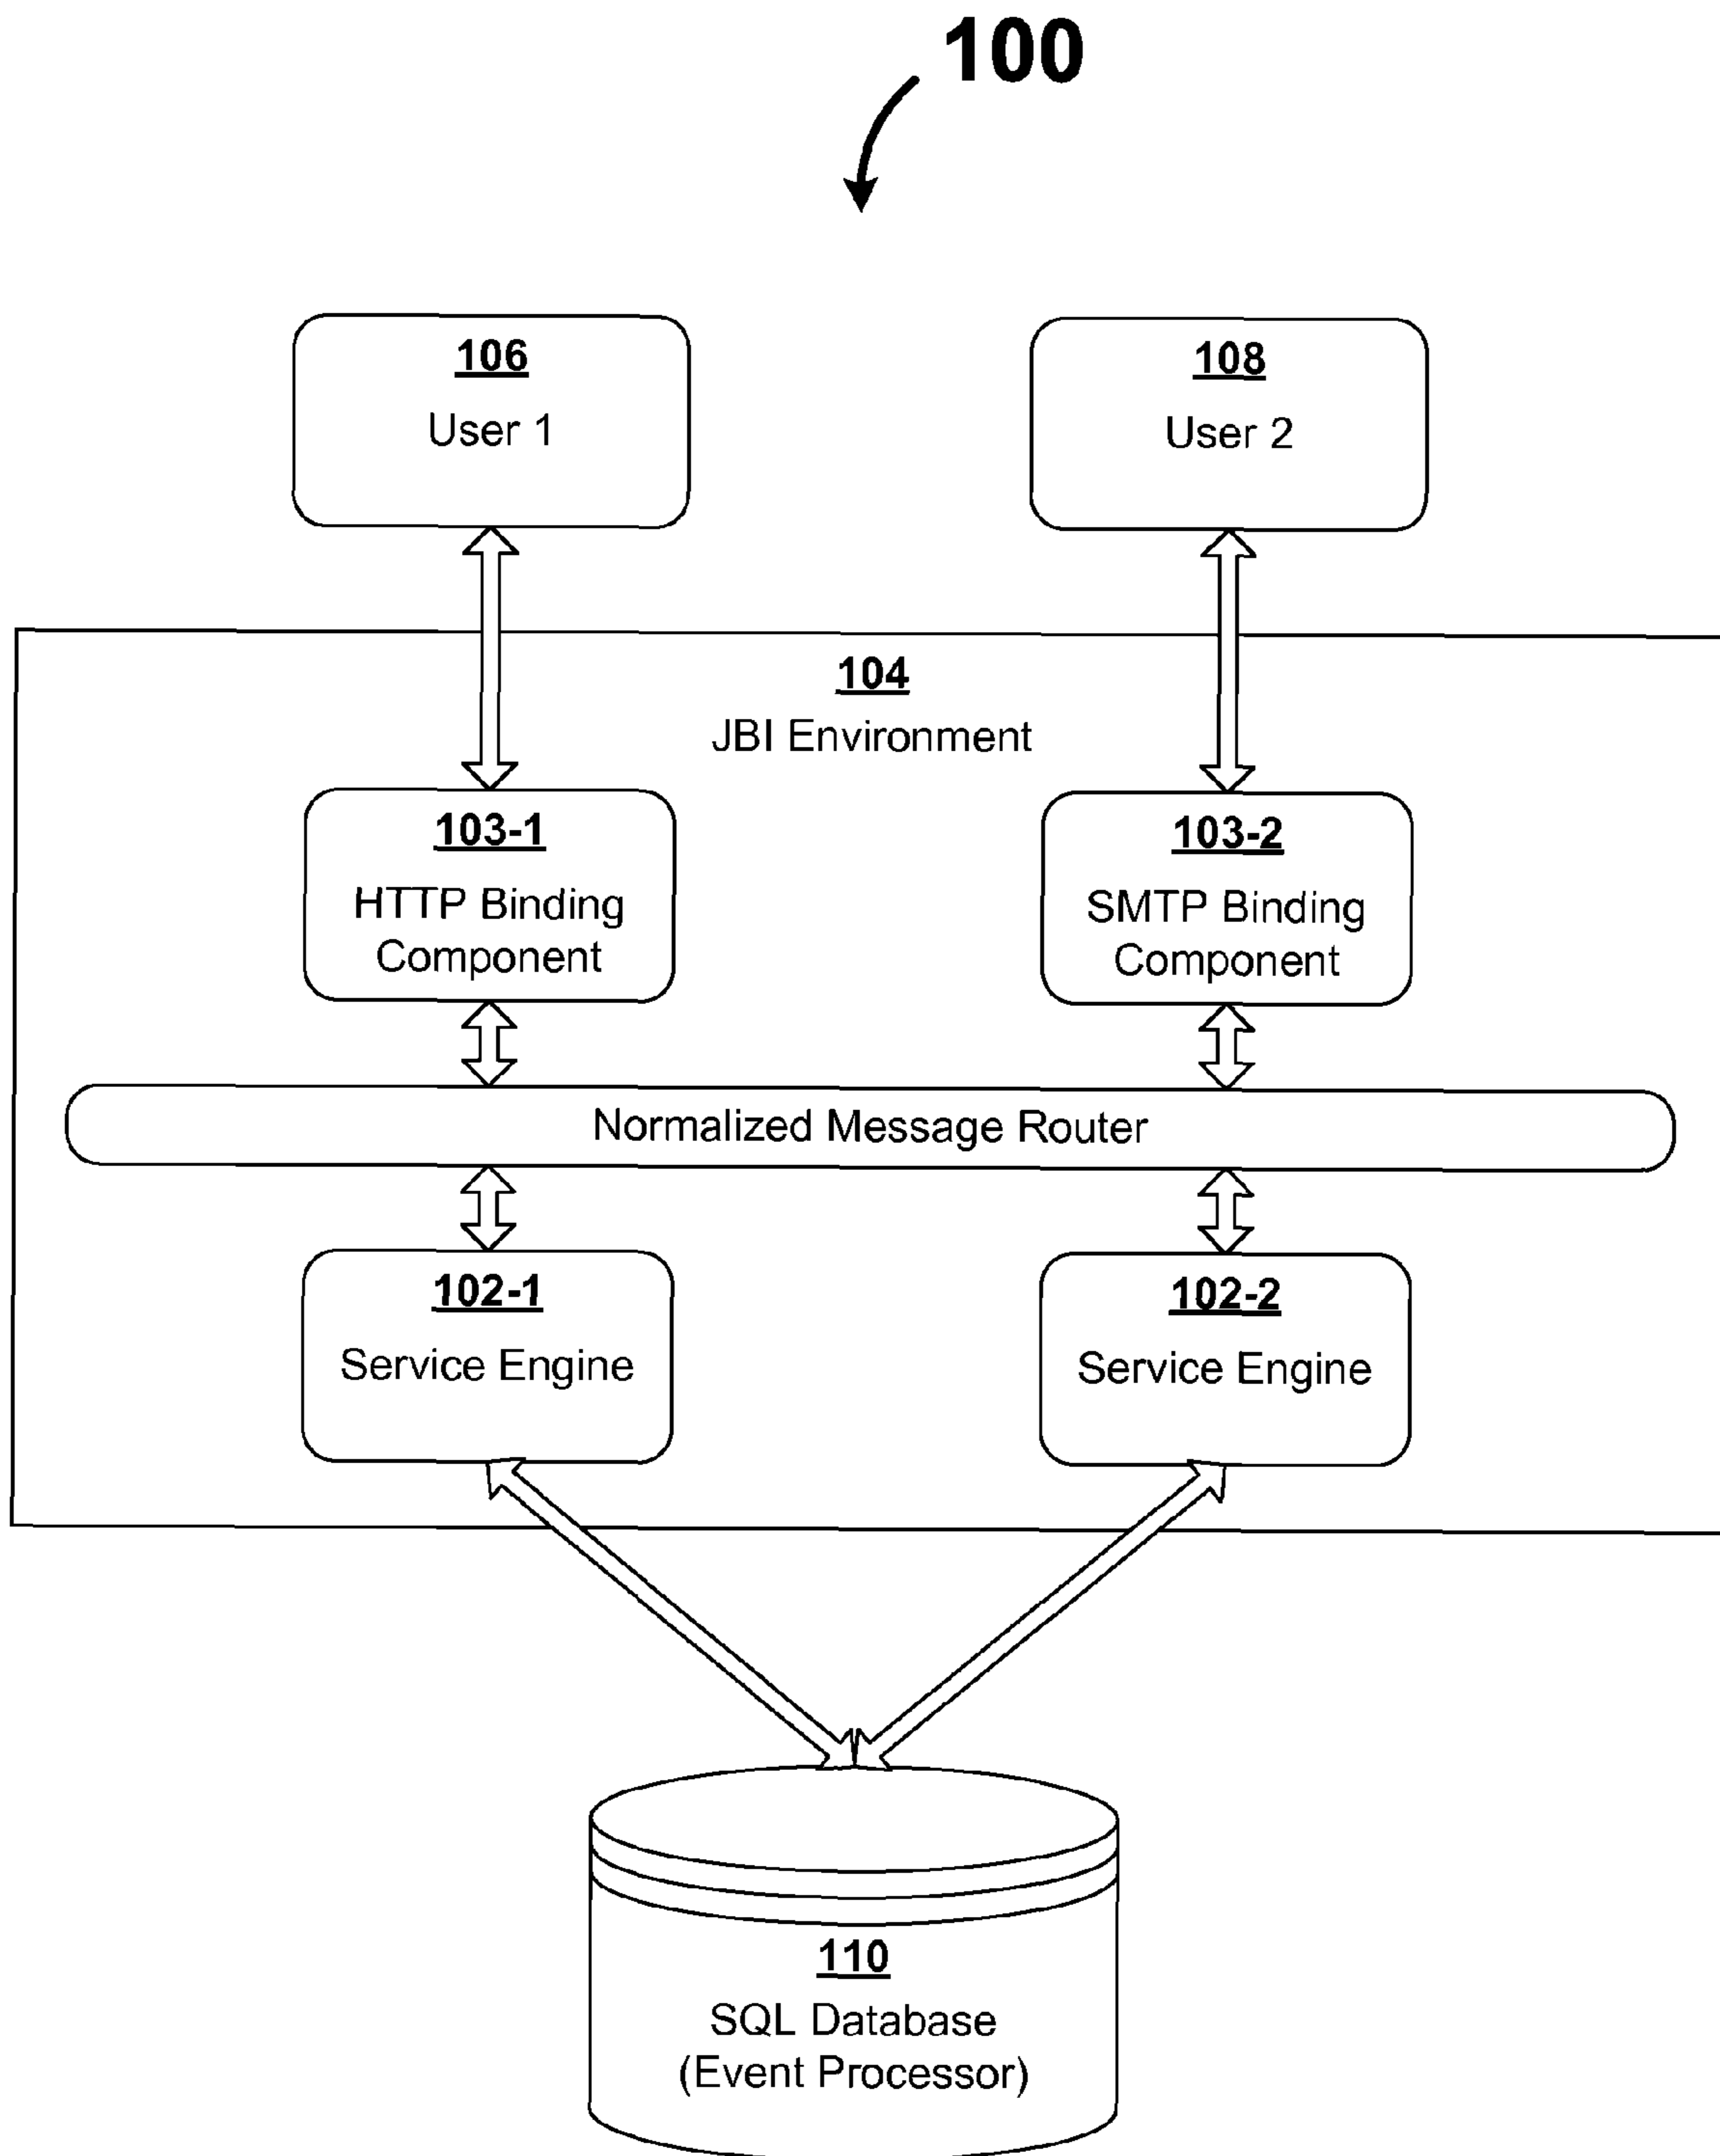 100
106
User 1
108
User 2
104
JBI Environment
103-1
HTTP Binding
Component
103-2
SMTP Binding
Component
Normalized Message Router
102-1
Service Engine
102-2
Service Engine
110
SQL Database
(Event Processor)